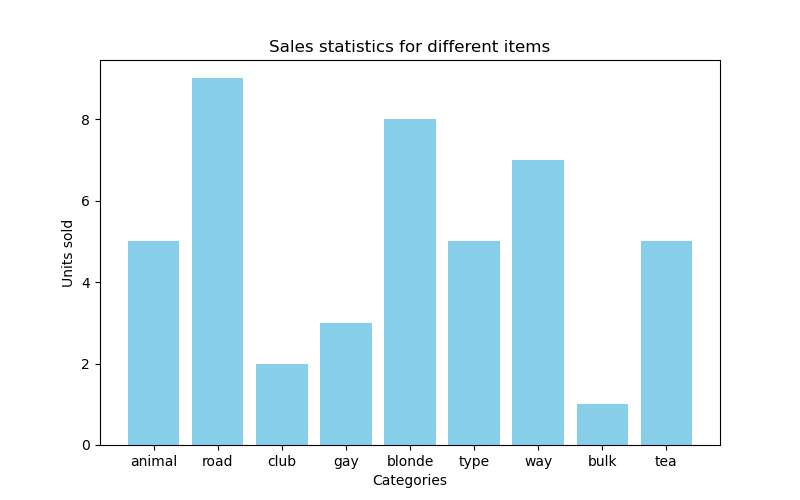 Sales statistics for different items
8
6
4
2
0
Units sold
animal road club gay blonde type way bulk tea
Categories